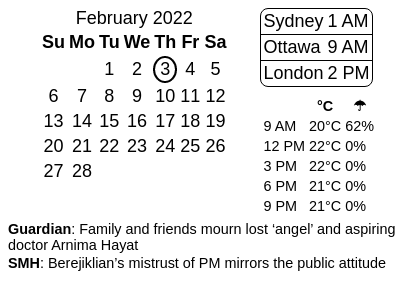 February 2022
Su Mo Tu We Th Fr Sa
1 2 3 4 5
6 7 8 9 10 11 12
13 14 15 16 17 18 19
20 21 22 23 24 25 26
27 28
Sydney 1 AM
Ottawa 9 AM
London 2 PM
°C ☂
9 AM 20°C 62%
12 PM 22°C 0%
3 PM 22°C 0%
6 PM 21°C 0%
9 PM 21°C 0%
Guardian: Family and friends mourn lost ‘angel’ and aspiring
doctor Arnima Hayat
SMH: Berejiklian’s mistrust of PM mirrors the public attitude